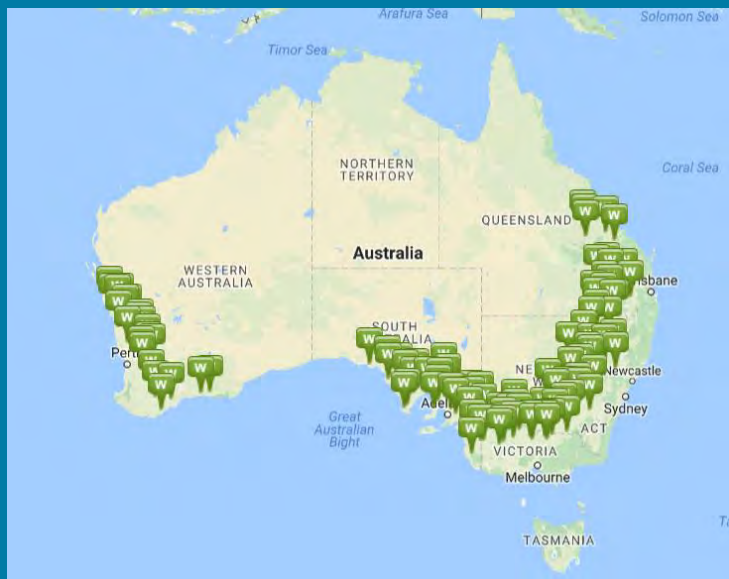 Arafura Sea
Solomon Sea
Timor Sea
NORTHERN
TERRITORY
Coral Sea
QUEENSLAND
Australia
WESTERN
AUSTRALIA
SOUTH
Newcastle
Sydney
ACT
Great
Australian
Bight
VICTORIA
Melbourne
TASMANIA